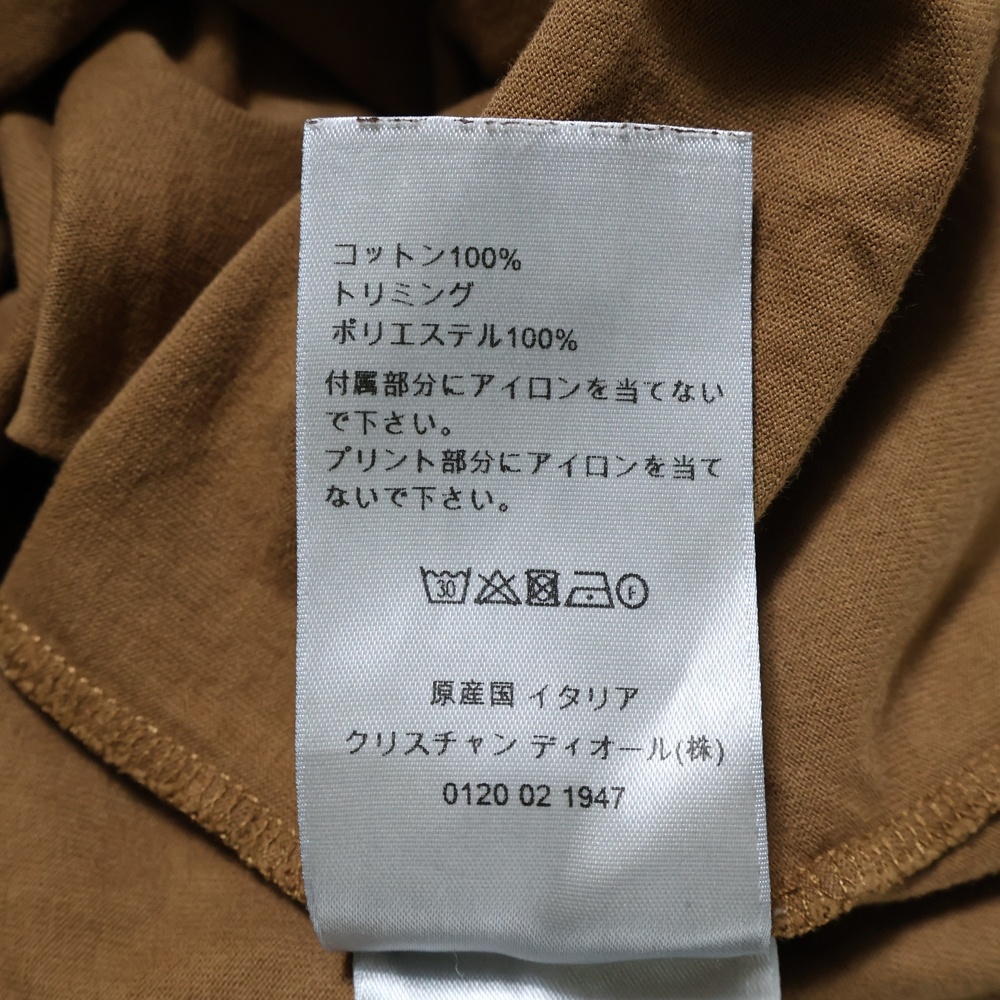 コットン100%
トリミング
ポリエステル100%
付属部分にアイロンを当てない
で下さい。
プリント部分にアイロンを当て
ないで下さい。
30 F
原産国 イタリア
クリスチャン ディオール(株)
0120 02 1947